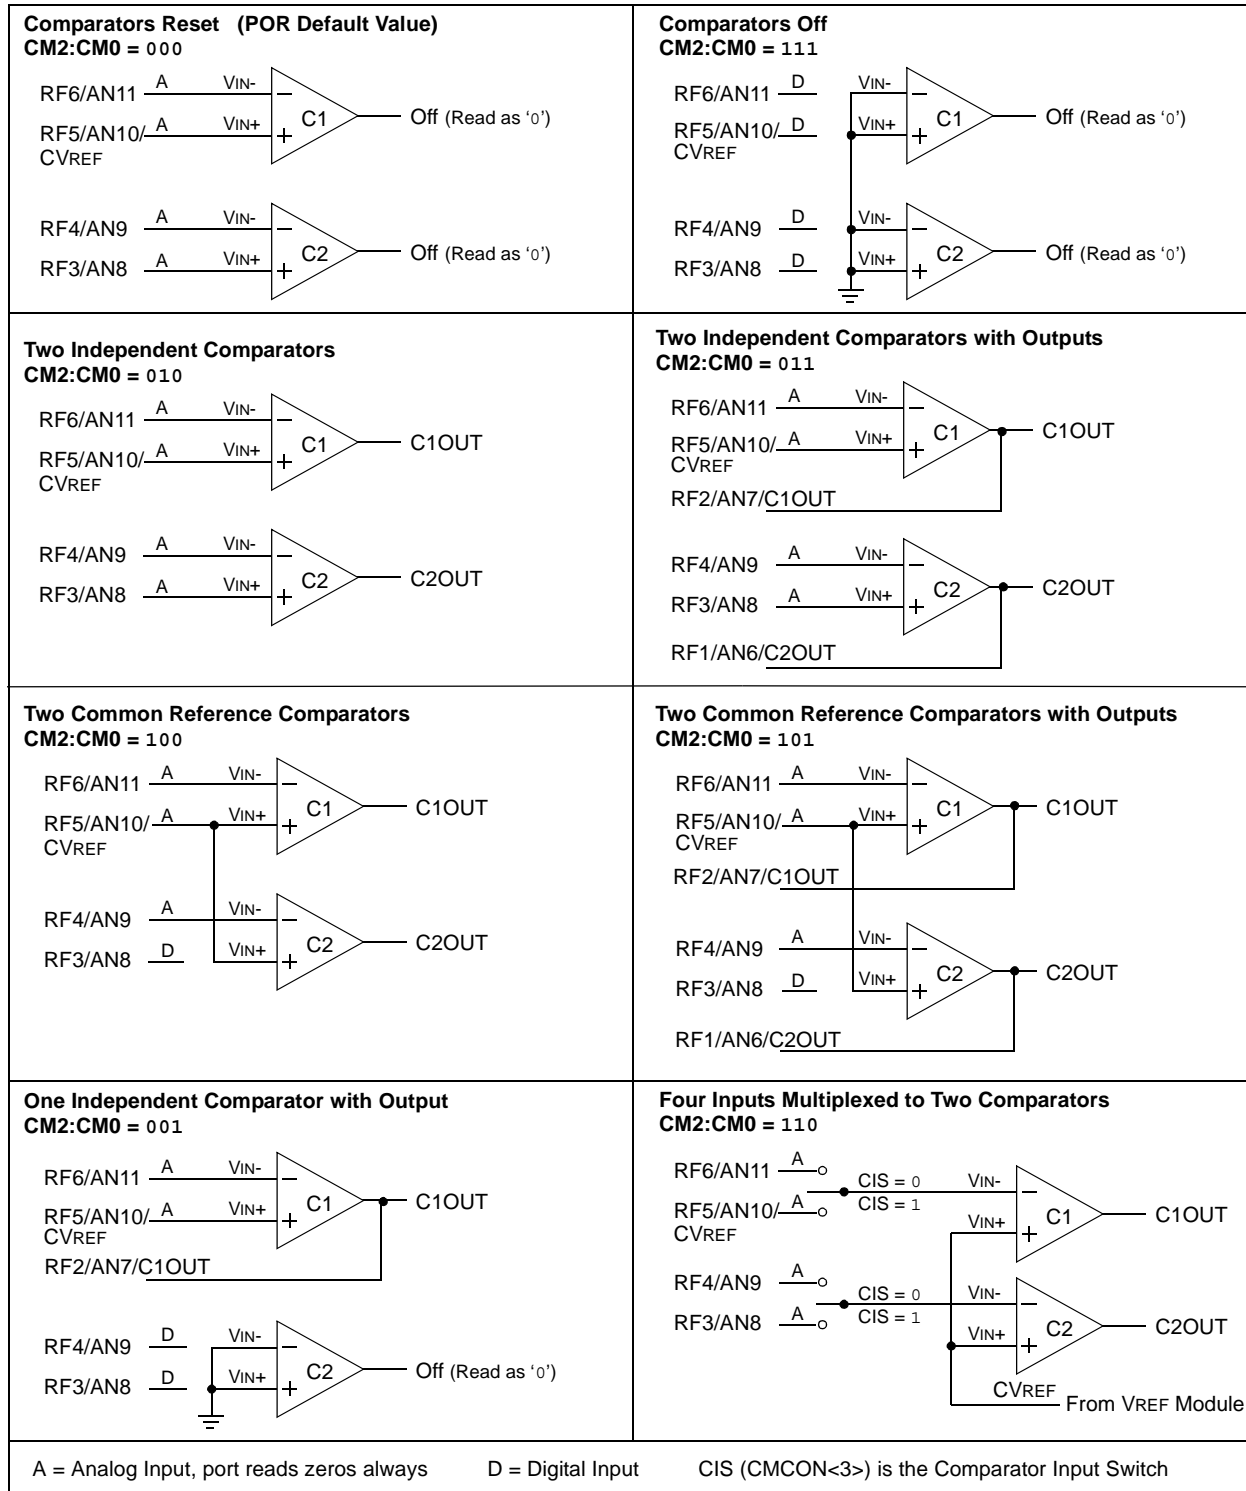 Comparators Reset (POR Default Value)
CM2:CM0 = 000
RF6/AN11 A VIN-
RF5/AN10/ A VIN+
CVREF
C1
Off (Read as ‘0’)
RF4/AN9 A VIN-
RF3/AN8 A VIN+
C2
Off (Read as ‘0’)
Comparators Off
CM2:CM0 = 111
RF6/AN11 D VIN-
RF5/AN10/ D VIN+
CVREF
C1
Off (Read as ‘0’)
RF4/AN9 D VIN-
RF3/AN8 D VIN+
C2
Off (Read as ‘0’)
Two Independent Comparators
CM2:CM0 = 010
RF6/AN11 A VIN-
RF5/AN10/ A VIN+
CVREF
C1
C1OUT
RF4/AN9 A VIN-
RF3/AN8 A VIN+
C2
C2OUT
Two Independent Comparators with Outputs
CM2:CM0 = 011
RF6/AN11 A VIN-
RF5/AN10/ A VIN+
CVREF
C1
C1OUT
RF2/AN7/C1OUT
RF4/AN9 A VIN-
RF3/AN8 A VIN+
C2
C2OUT
RF1/AN6/C2OUT
Two Common Reference Comparators
CM2:CM0 = 100
RF6/AN11 A VIN-
RF5/AN10/ A VIN+
CVREF
C1
C1OUT
RF4/AN9 A VIN-
RF3/AN8 D VIN+
C2
C2OUT
Two Common Reference Comparators with Outputs
CM2:CM0 = 101
RF6/AN11 A VIN-
RF5/AN10/ A VIN+
CVREF
C1
C1OUT
RF2/AN7/C1OUT
RF4/AN9 A VIN-
RF3/AN8 D VIN+
C2
C2OUT
RF1/AN6/C2OUT
One Independent Comparator with Output
CM2:CM0 = 001
RF6/AN11 A VIN-
RF5/AN10/ A VIN+
CVREF
C1
C1OUT
RF2/AN7/C1OUT
RF4/AN9 D VIN-
RF3/AN8 D VIN+
C2
Off (Read as ‘0’)
Four Inputs Multiplexed to Two Comparators
CM2:CM0 = 110
RF6/AN11 A
CIS = 0 VIN-
RF5/AN10/ A CIS = 1
CVREF
VIN+
C1
C1OUT
RF4/AN9 A
CIS = 0 VIN-
RF3/AN8 A CIS = 1
VIN+
C2
C2OUT
CVREF
From VREF Module
A = Analog Input, port reads zeros always D = Digital Input CIS (CMCON<3>) is the Comparator Input Switch